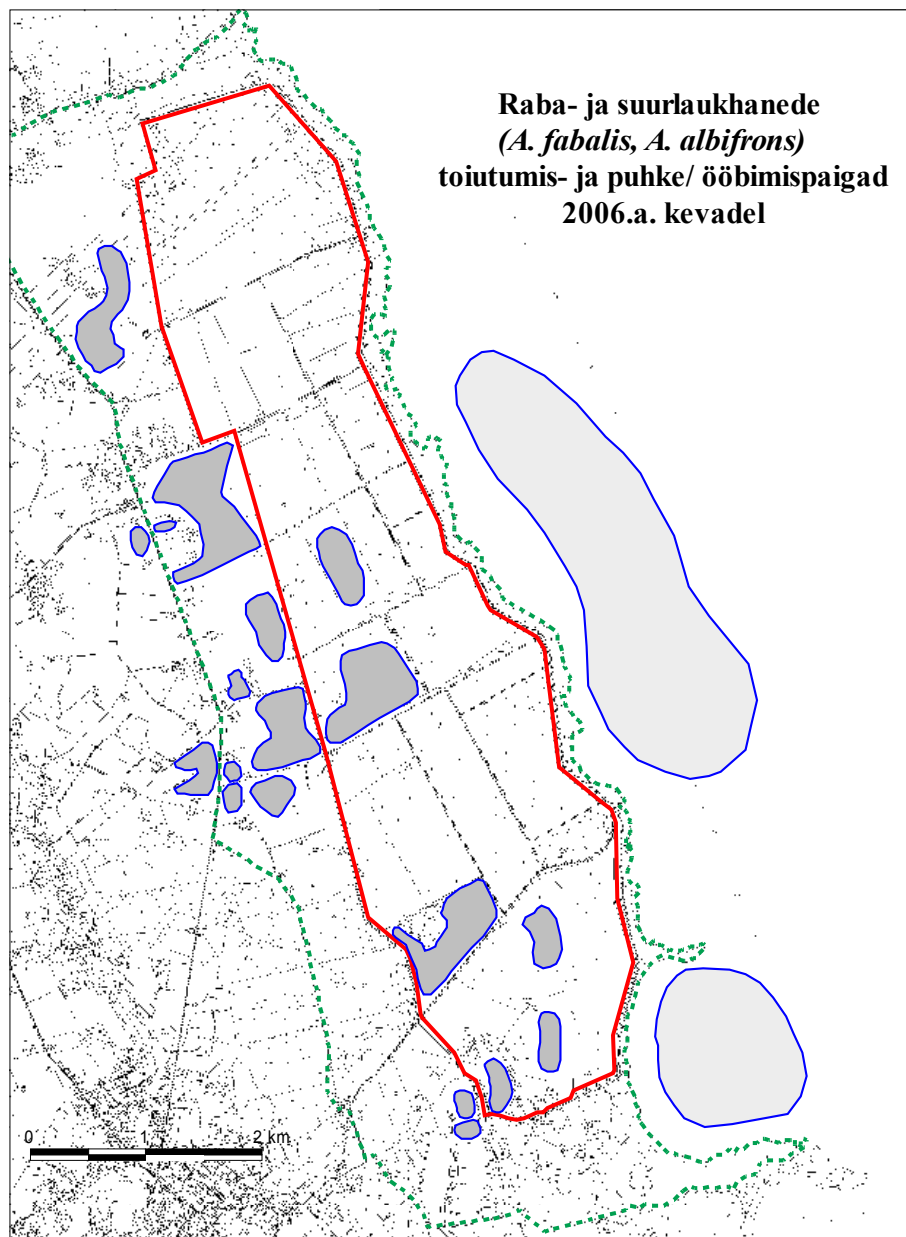 Raba- ja suurlaukhanede
(A. fabalis, A. albifrons)
toiutumis- ja puhke/ ööbimispaigad
2006.a. kevadel
0 1 2 km